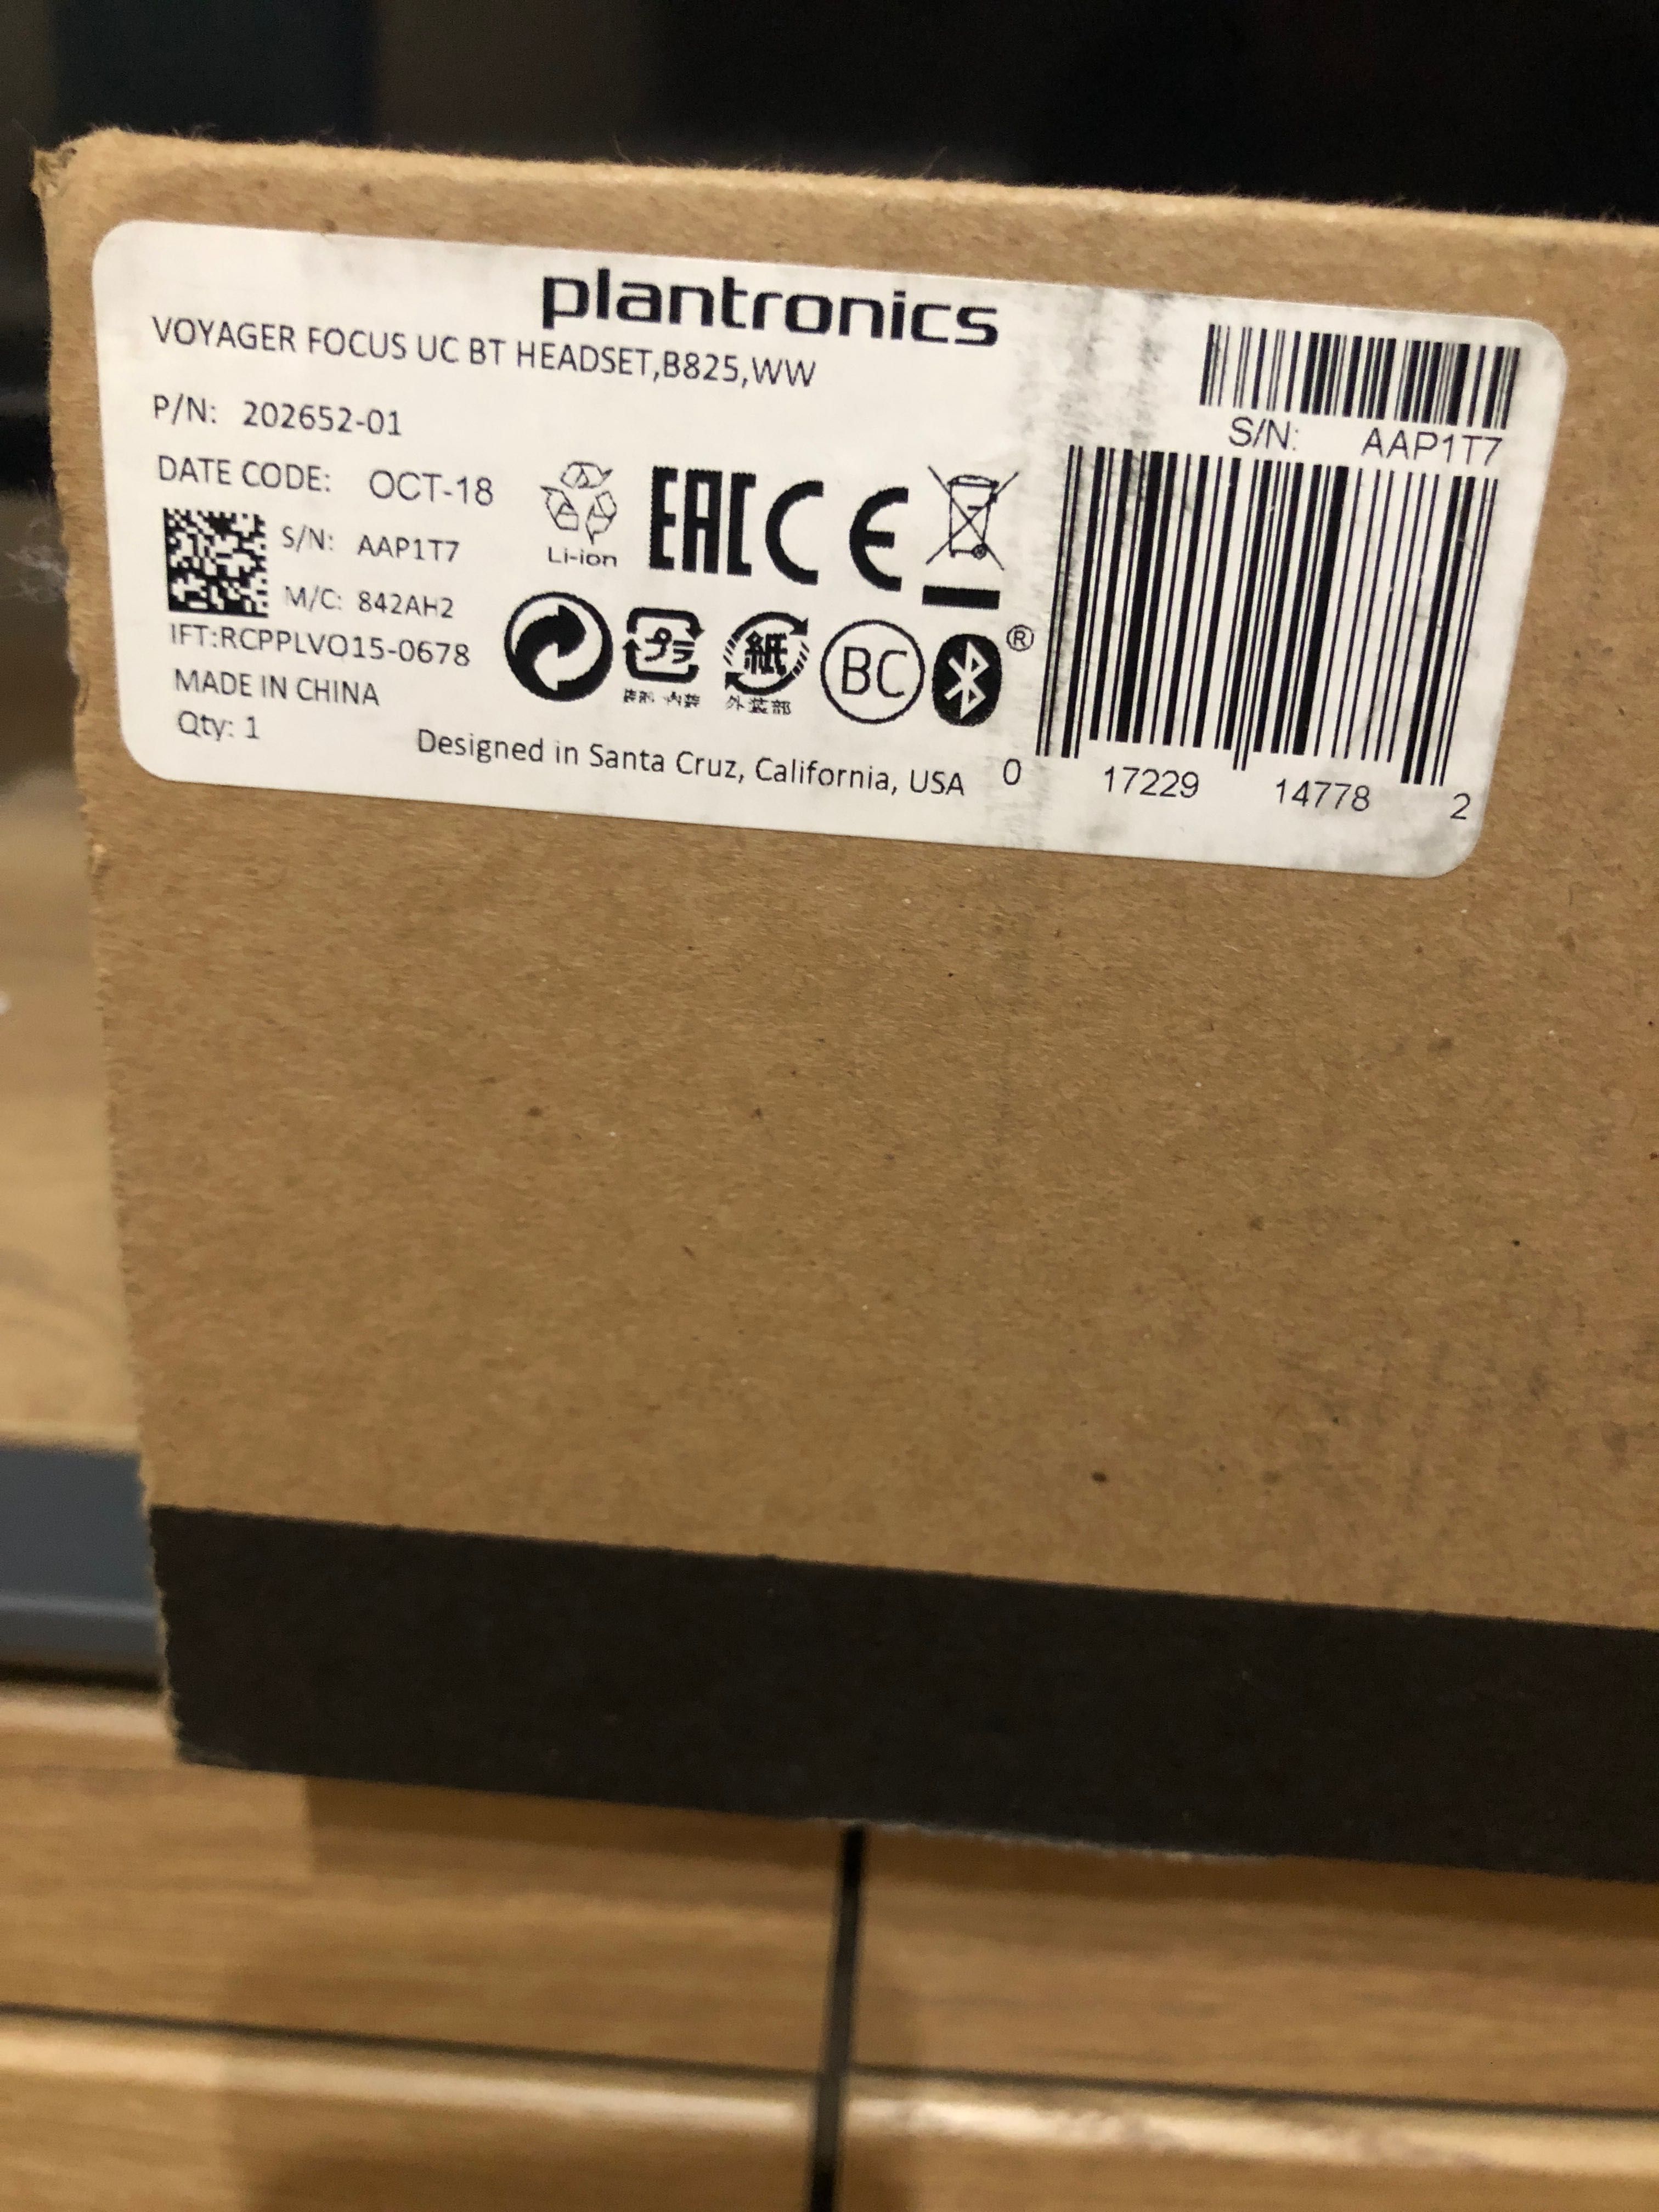 plantronics
VOYAGER FOCUS UC BT HEADSET,B825,WW
P/N: 202652-01
DATE CODE: OCT-18
S/N: AAP1T7
M/C: 842AH2
IFT:RCPPLVO15-0678
MADE IN CHINA
Qty: 1
Li-ion
EAC
CE
プラ
紙
外装部
BC
®
Designed in Santa Cruz, California, USA
S/N: AAP1T7
0 17229 14778 2